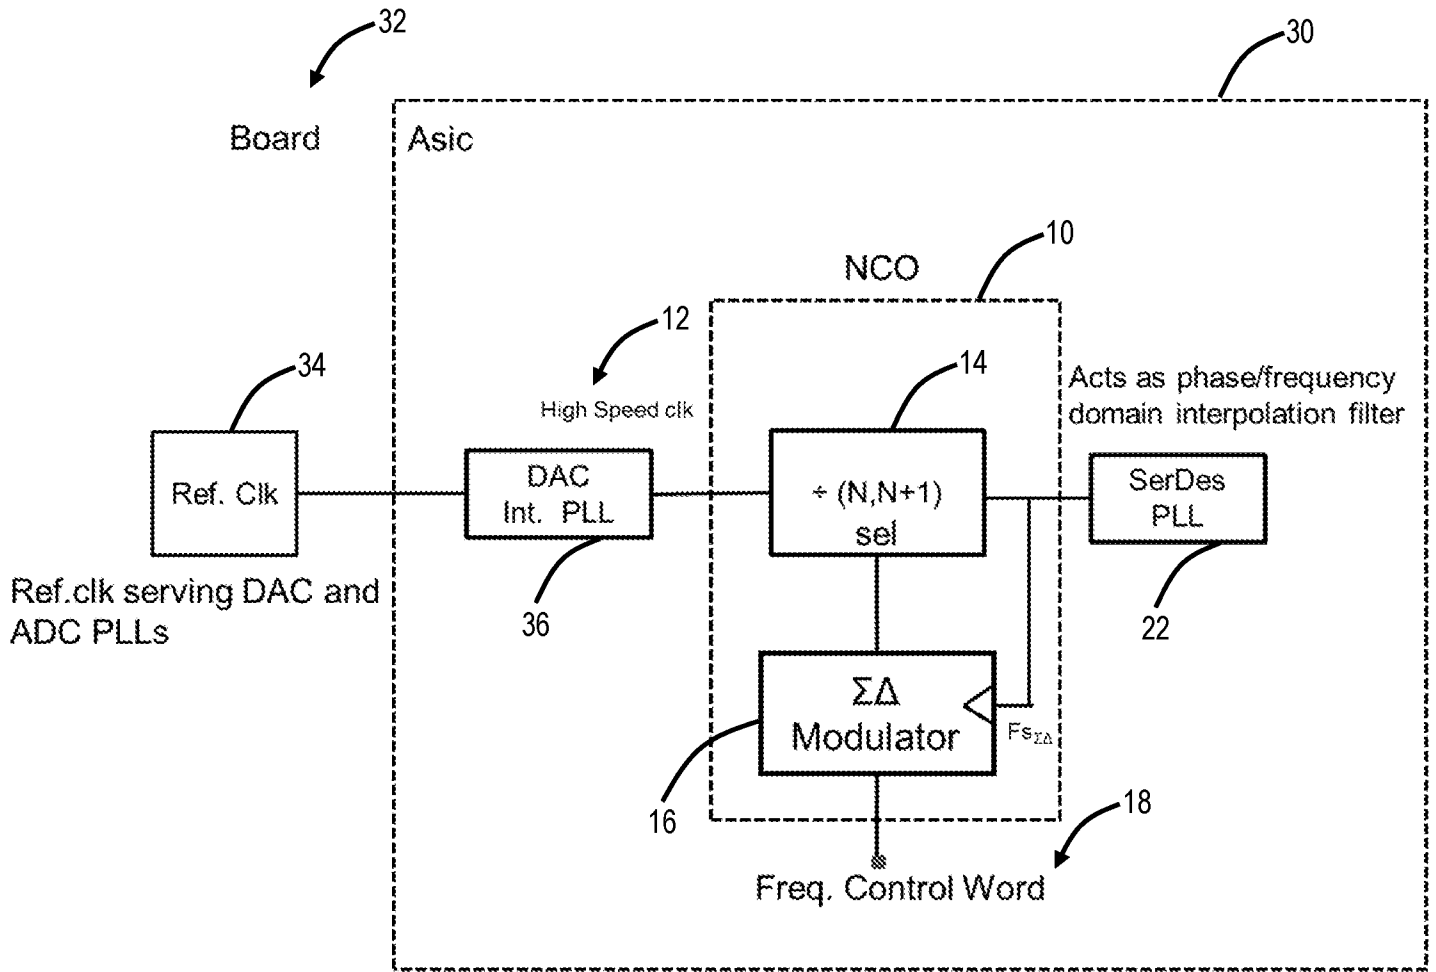 32
30
Board
Asic
10
NCO
12
14
34
High Speed clk
Acts as phase/frequency
domain interpolation filter
Ref. Clk
DAC
Int. PLL
÷ (N,N+1)
sel
SerDes
PLL
Ref.clk serving DAC and
ADC PLLs
36
22
ΣΔ
Modulator
FsΣΔ
16
18
Freq. Control Word